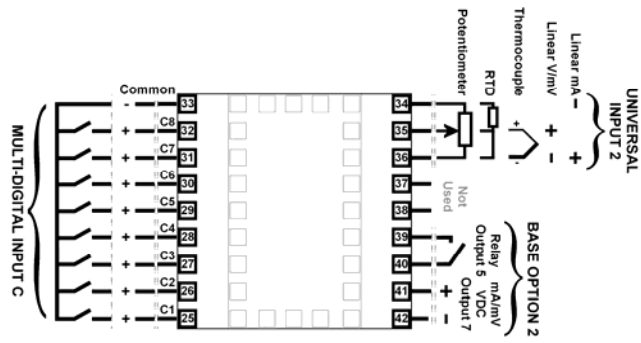 Common
C8
C7
C6
C5
C4
C3
C2
C1
-
+
+
+
+
+
+
+
+
33
32
31
30
29
28
27
26
25
MULTI-DIGITAL INPUT C
34
35
36
37
38
39
40
41
42
Potentiometer
RTD
Thermocouple
+
-
Linear V/mV
+
-
Linear mA
-
+
UNIVERSAL
INPUT 2
Not
Used
Relay
Output 5
mA/mV
VDC
Output 7
+
-
BASE OPTION 2